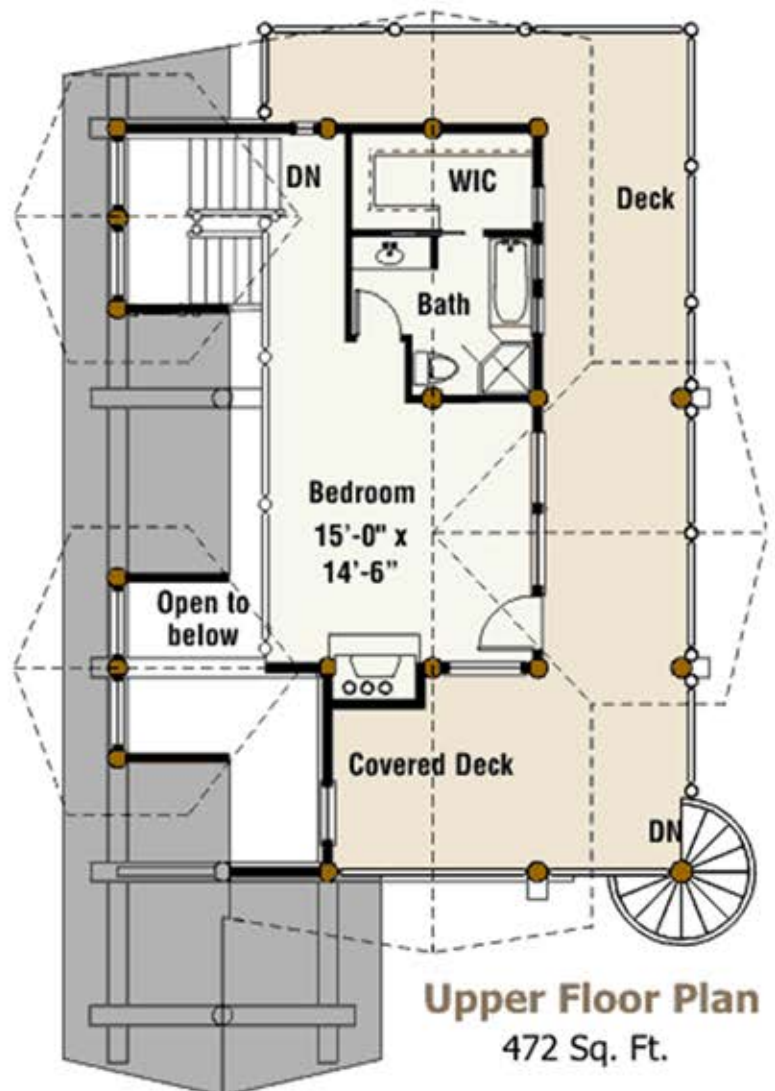 DN
WIC
Deck
Bath
Bedroom
15'-0" x
14'-6”
Open to
below
Covered Deck
DN
Upper Floor Plan
472 Sq. Ft.